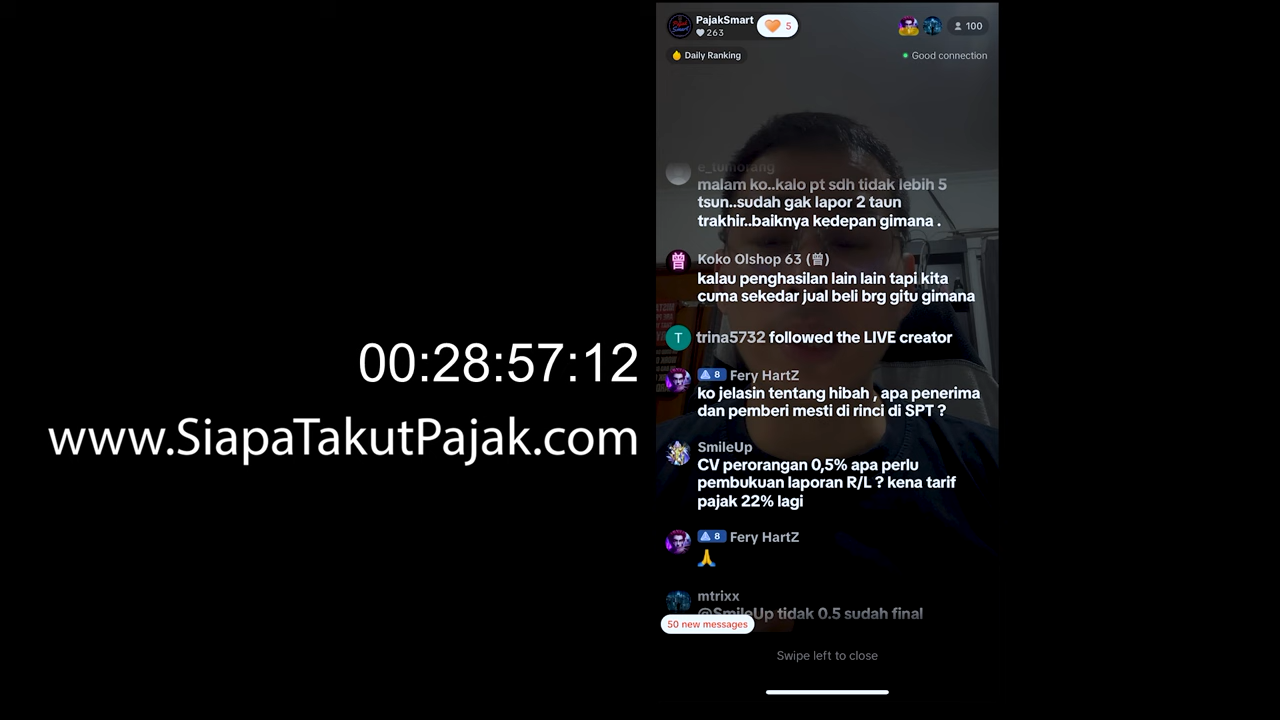 PajakSmart
263
5
100
Daily Ranking
Good connection
e_tumorang
malam ko..kalo pt sdh tidak lebih 5
tsun..sudah gak lapor 2 taun
trakhir..baiknya kedepan gimana .
曾
Koko Olshop 63 (曾)
kalau penghasilan lain lain tapi kita
cuma sekedar jual beli brg gitu gimana
T
trina5732 followed the LIVE creator
8 Fery HartZ
ko jelasin tentang hibah , apa penerima
dan pemberi mesti di rinci di SPT ?
SmileUp
CV perorangan 0,5% apa perlu
pembukuan laporan R/L ? kena tarif
pajak 22% lagi
8 Fery HartZ
🙏
mtrixx
@SmileUp tidak 0.5 sudah final
50 new messages
Swipe left to close
00:28:57:12
www.SiapaTakutPajak.com